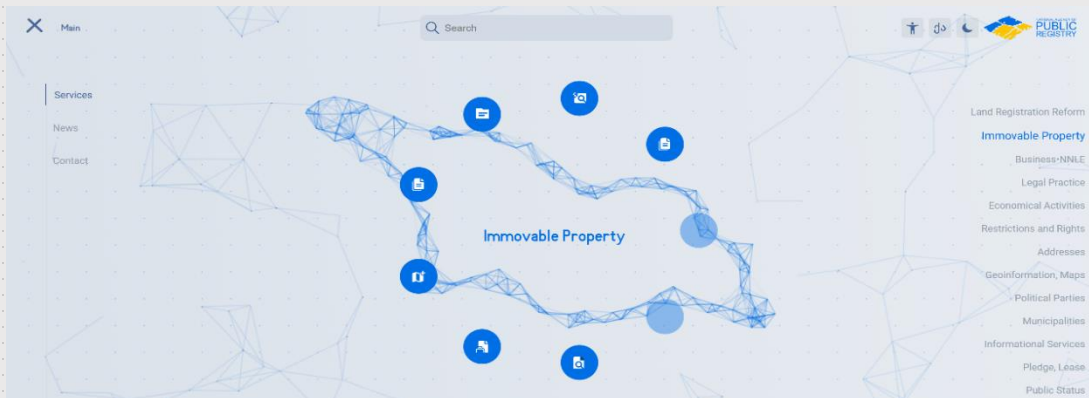 Main
Search
PUBLIC
REGISTRY
Services
News
Contact
Immovable Property
Land Registration Reform
Immovable Property
Business•NNLE
Legal Practice
Economical Activities
Restrictions and Rights
Addresses
Geoinformation, Maps
Political Parties
Municipalities
Informational Services
Pledge, Lease
Public Status